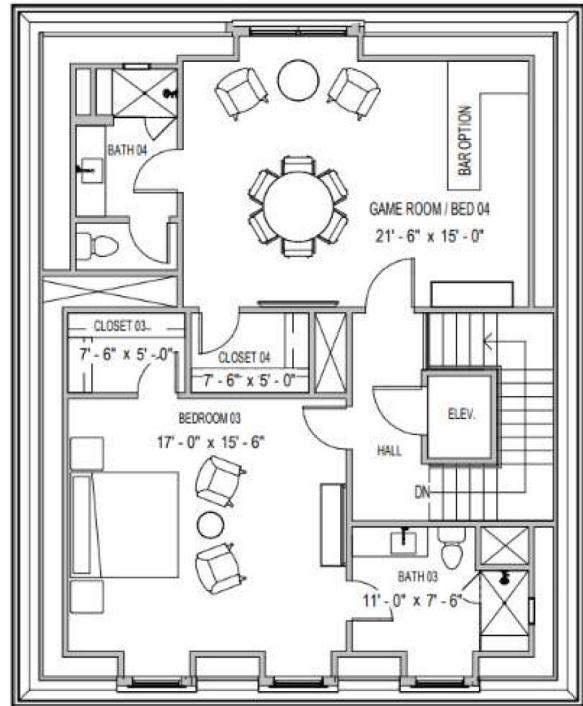 BATH 04
BAR OPTION
GAME ROOM / BED 04
21' - 6" x 15' - 0"
CLOSET 03
7' - 6" x 5' - 0"
CLOSET 04
7' - 6" x 5' - 0"
BEDROOM 03
17' - 0" x 15' - 6"
ELEV.
HALL
DN
BATH 03
11' - 0" x 7' - 6"